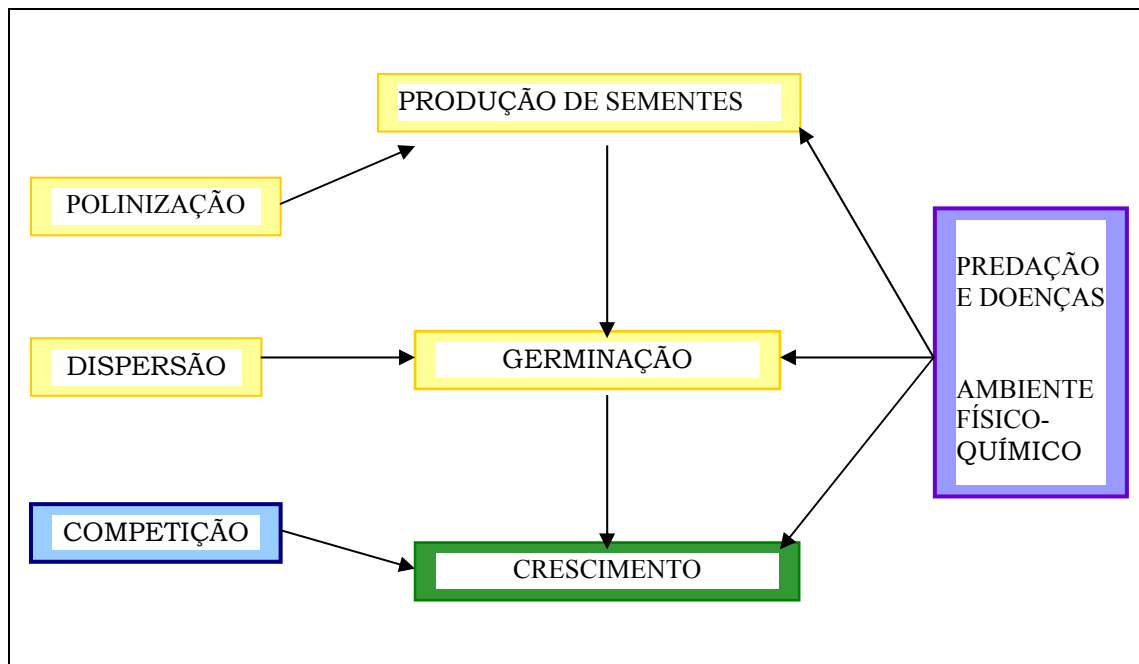 PRODUÇÃO DE SEMENTES
POLINIZAÇÃO
PREDAÇÃO
E DOENÇAS
DISPERSÃO
GERMINAÇÃO
AMBIENTE
FÍSICO-
QUÍMICO
COMPETIÇÃO
CRESCIMENTO